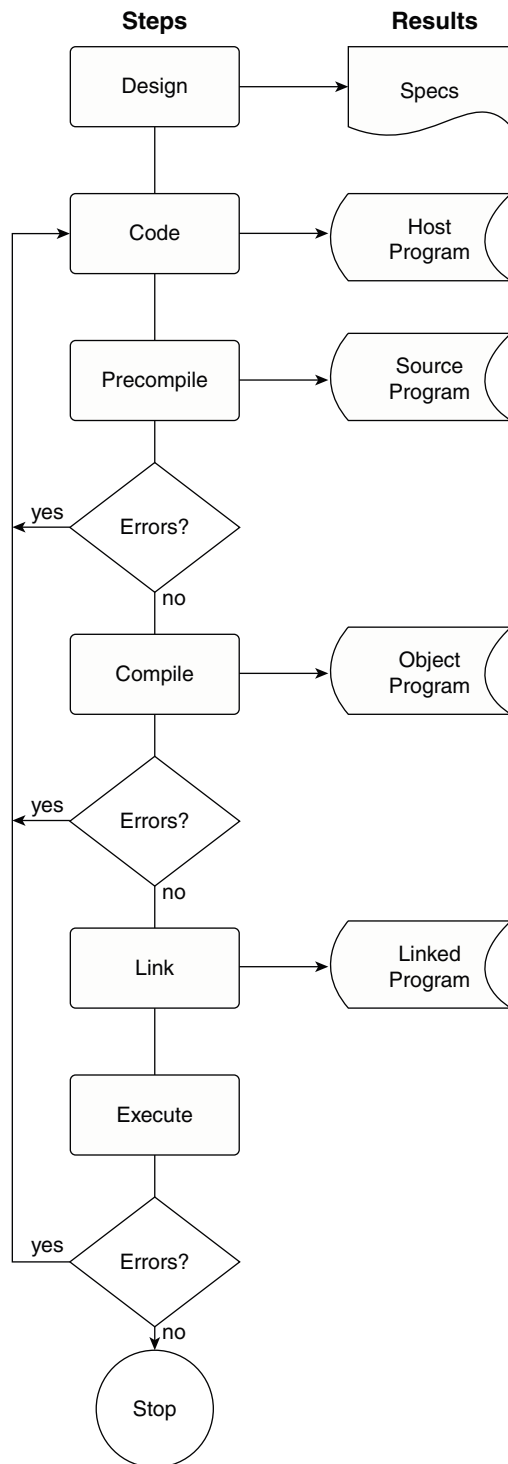 Steps
Results
Design
Specs
Code
Host
Program
Precompile
Source
Program
yes
Errors?
no
Compile
Object
Program
yes
Errors?
no
Link
Linked
Program
Execute
yes
Errors?
no
Stop